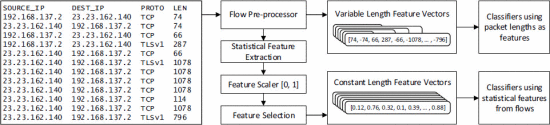 SOURCE_IP DEST_IP PROTO LEN
192.168.137.2 23.23.162.140 TCP 74
23.23.162.140 192.168.137.2 TCP 74
192.168.137.2 23.23.162.140 TCP 66
192.168.137.2 23.23.162.140 TLSv1 287
23.23.162.140 192.168.137.2 TCP 66
23.23.162.140 192.168.137.2 TLSv1 1078
23.23.162.140 192.168.137.2 TCP 1078
23.23.162.140 192.168.137.2 TCP 1078
23.23.162.140 192.168.137.2 TCP 114
23.23.162.140 192.168.137.2 TCP 1078
23.23.162.140 192.168.137.2 TLSv1 796
Flow Pre-processor
Statistical Feature
Extraction
Feature Scaler [0, 1]
Feature Selection
Variable Length Feature Vectors
[74, -74, 66, 287, -66, -1078, ... , -796]
Constant Length Feature Vectors
[0.12, 0.76, 0.32, 0.1, 0.39, ... , 0.88]
Classifiers using
packet lengths as
features
Classifiers using
statistical features
from flows